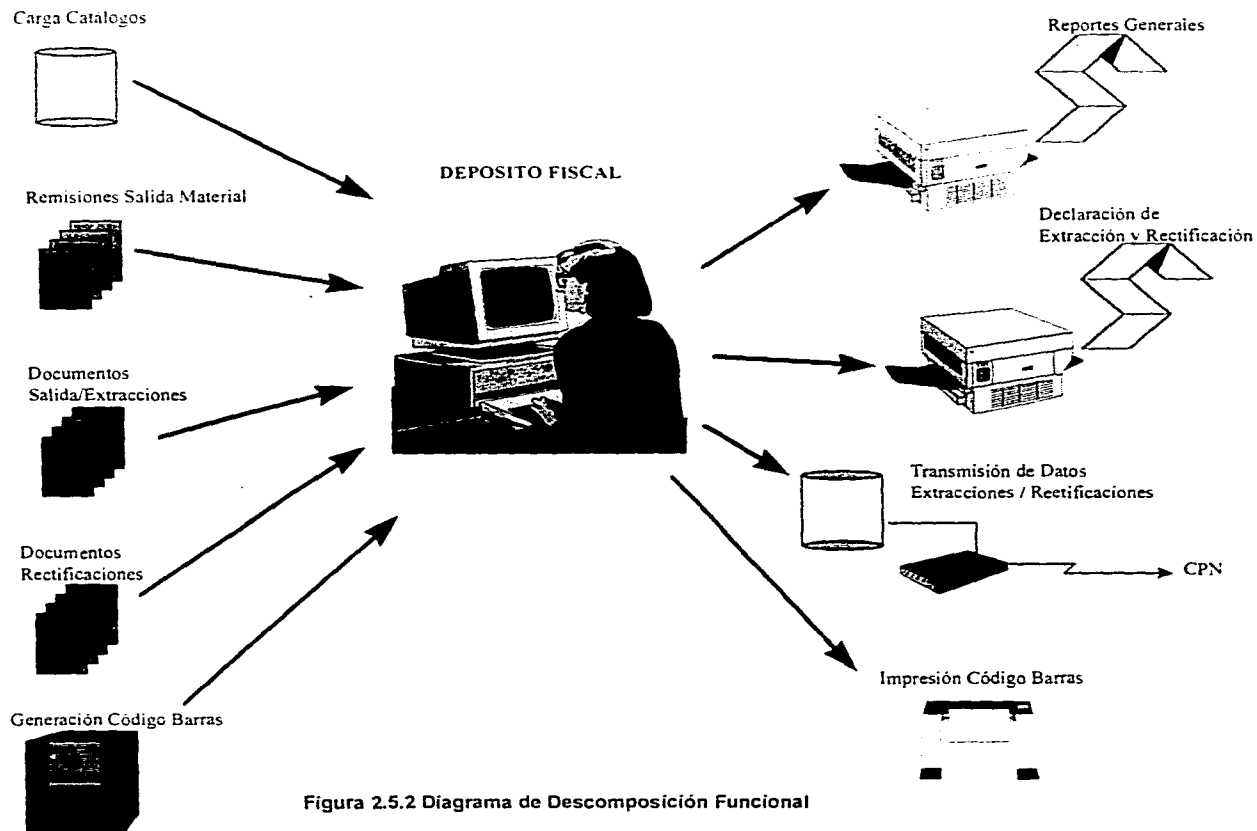 Carga Catálogos
Reportes Generales
DEPOSITO FISCAL
Remisiones Salida Material
Declaración de
Extracción y Rectificación
Documentos
Salida/Extracciones
Transmisión de Datos
Extracciones / Rectificaciones
CPN
Documentos
Rectificaciones
Impresión Código Barras
Generación Código Barras
Figura 2.5.2 Diagrama de Descomposición Funcional